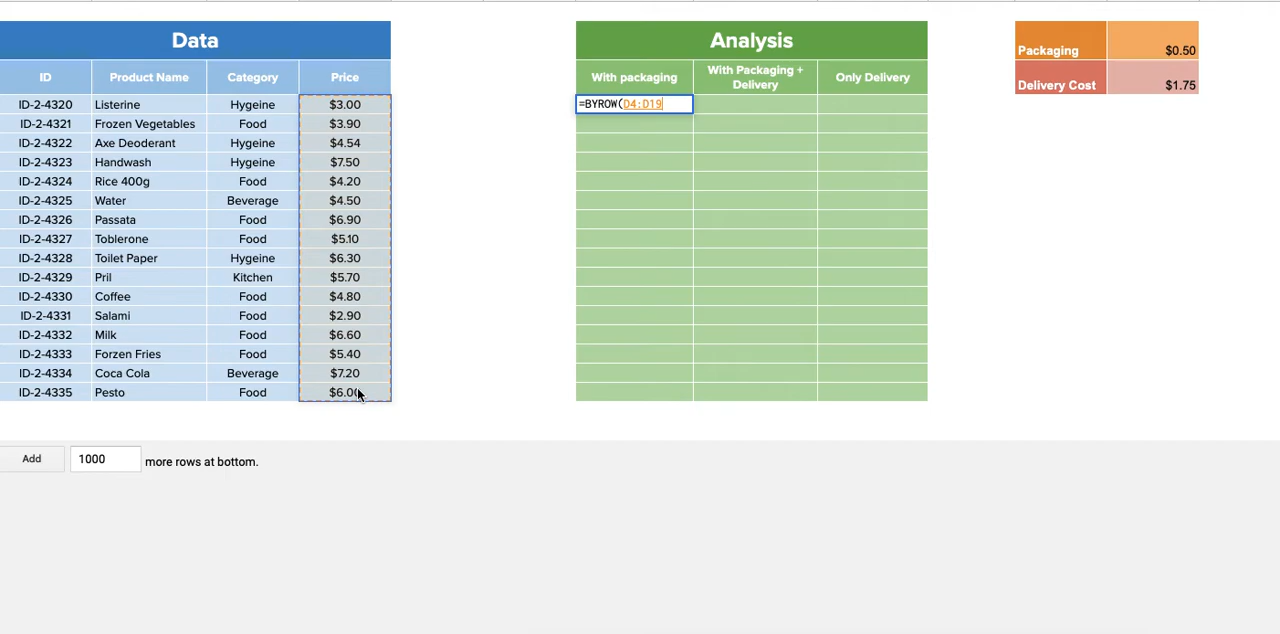 Data
ID Product Name Category Price
ID-2-4320 Listerine Hygeine $3.00
ID-2-4321 Frozen Vegetables Food $3.90
ID-2-4322 Axe Deoderant Hygeine $4.54
ID-2-4323 Handwash Hygeine $7.50
ID-2-4324 Rice 400g Food $4.20
ID-2-4325 Water Beverage $4.50
ID-2-4326 Passata Food $6.90
ID-2-4327 Toblerone Food $5.10
ID-2-4328 Toilet Paper Hygeine $6.30
ID-2-4329 Pril Kitchen $5.70
ID-2-4330 Coffee Food $4.80
ID-2-4331 Salami Food $2.90
ID-2-4332 Milk Food $6.60
ID-2-4333 Forzen Fries Food $5.40
ID-2-4334 Coca Cola Beverage $7.20
ID-2-4335 Pesto Food $6.00
Analysis
With packaging
With Packaging +
Delivery
Only Delivery
=BYROW(D4:D19
Packaging $0.50
Delivery Cost $1.75
Add 1000 more rows at bottom.